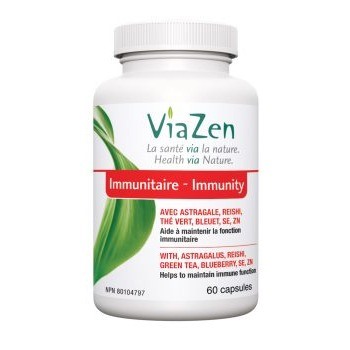 ViaZen
La santé via la nature.
Health via Nature.
Immunitaire - Immunity
AVEC ASTRAGALE, REISHI,
THÉ VERT, BLEUET, SE, ZN
Aide à maintenir la fonction
immunitaire
WITH, ASTRAGALUS, REISHI,
GREEN TEA, BLUEBERRY, SE, ZN
Helps to maintain immune function
NPN 80104797
60 capsules